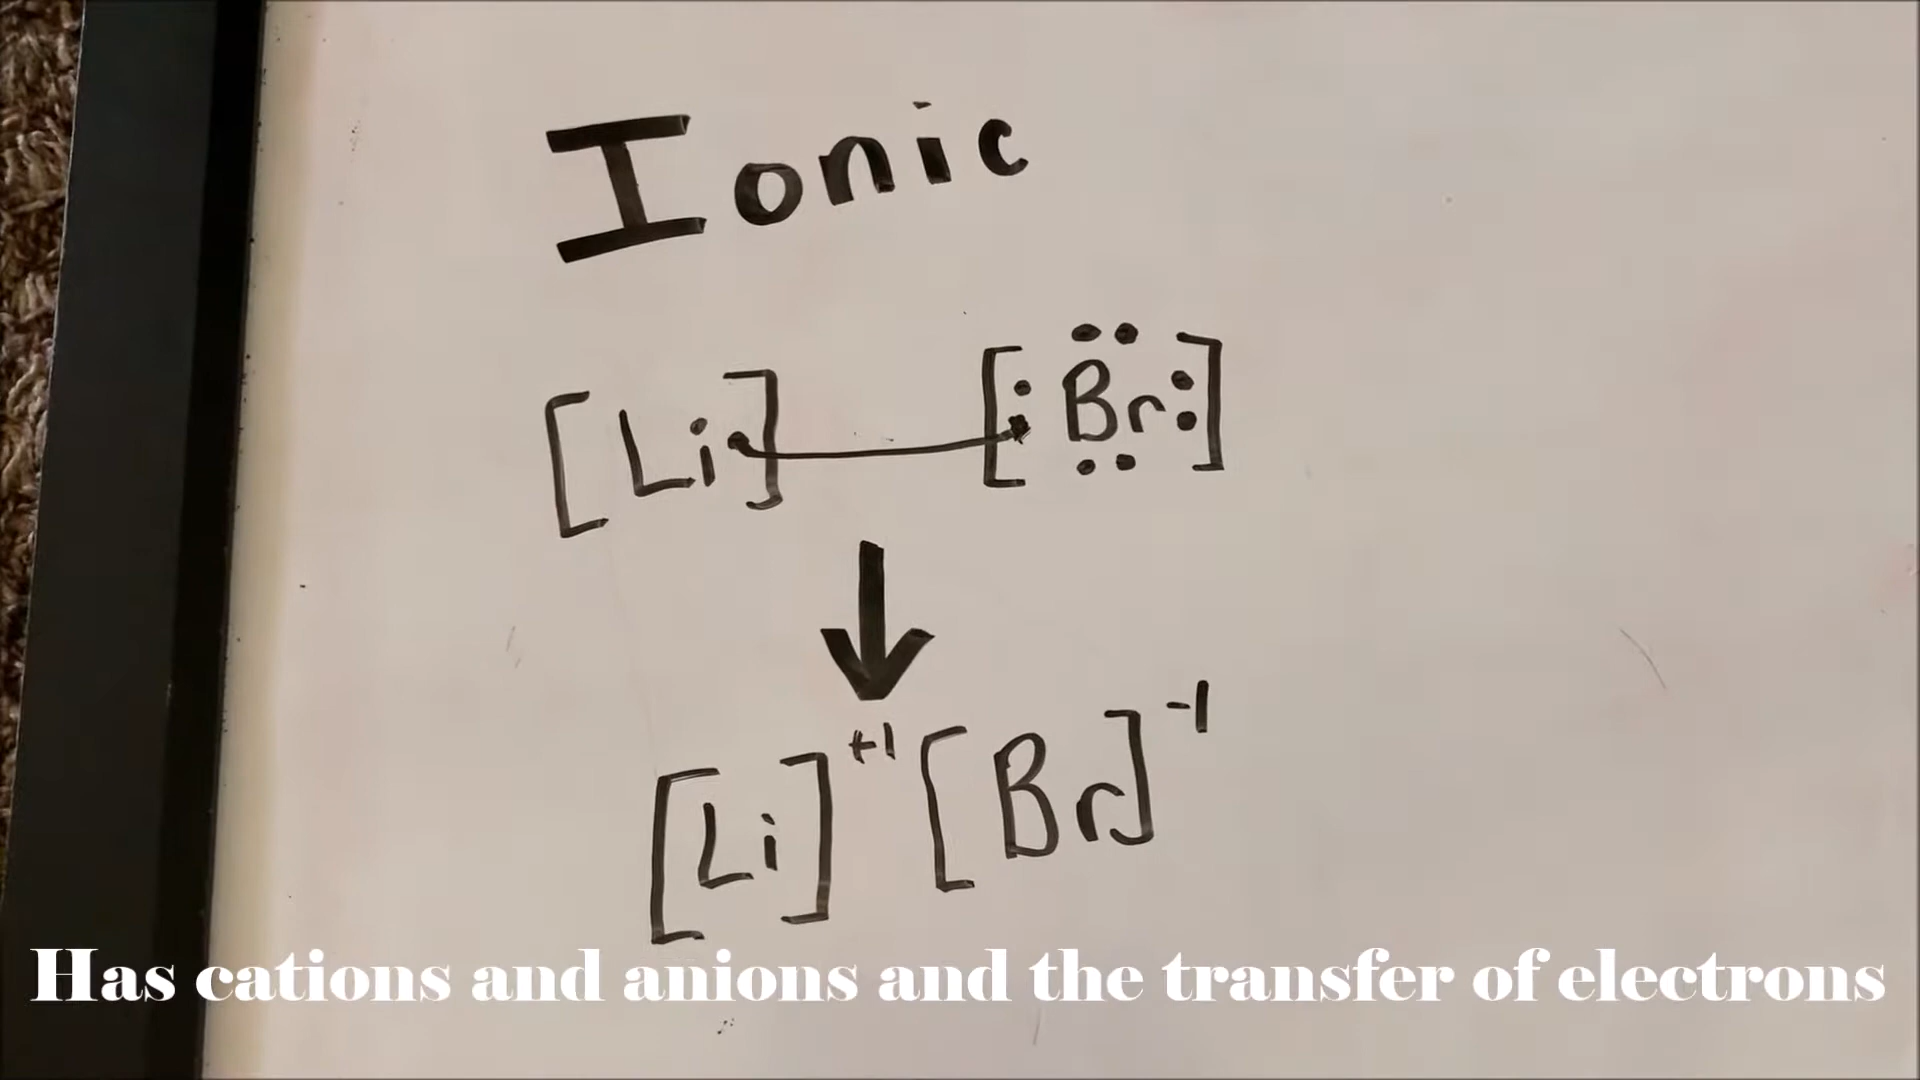 Ionic
[Li] [Br]
[Li]⁺¹ [Br]⁻¹
Has cations and anions and the transfer of electrons